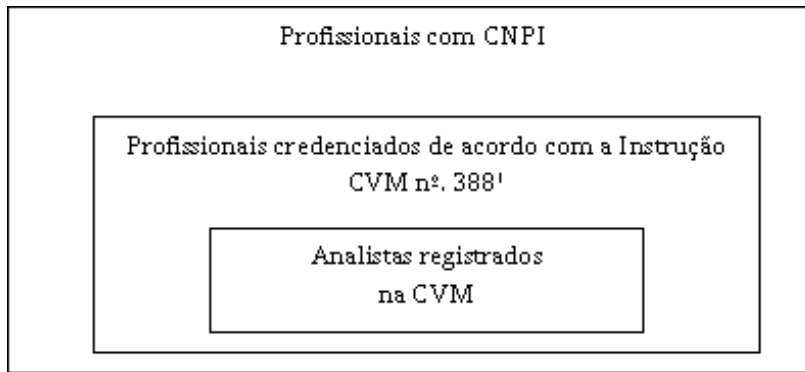 Profissionais com CNPI
Profissionais credenciados de acordo com a Instrução
CVM nº. 388¹
Analistas registrados
na CVM